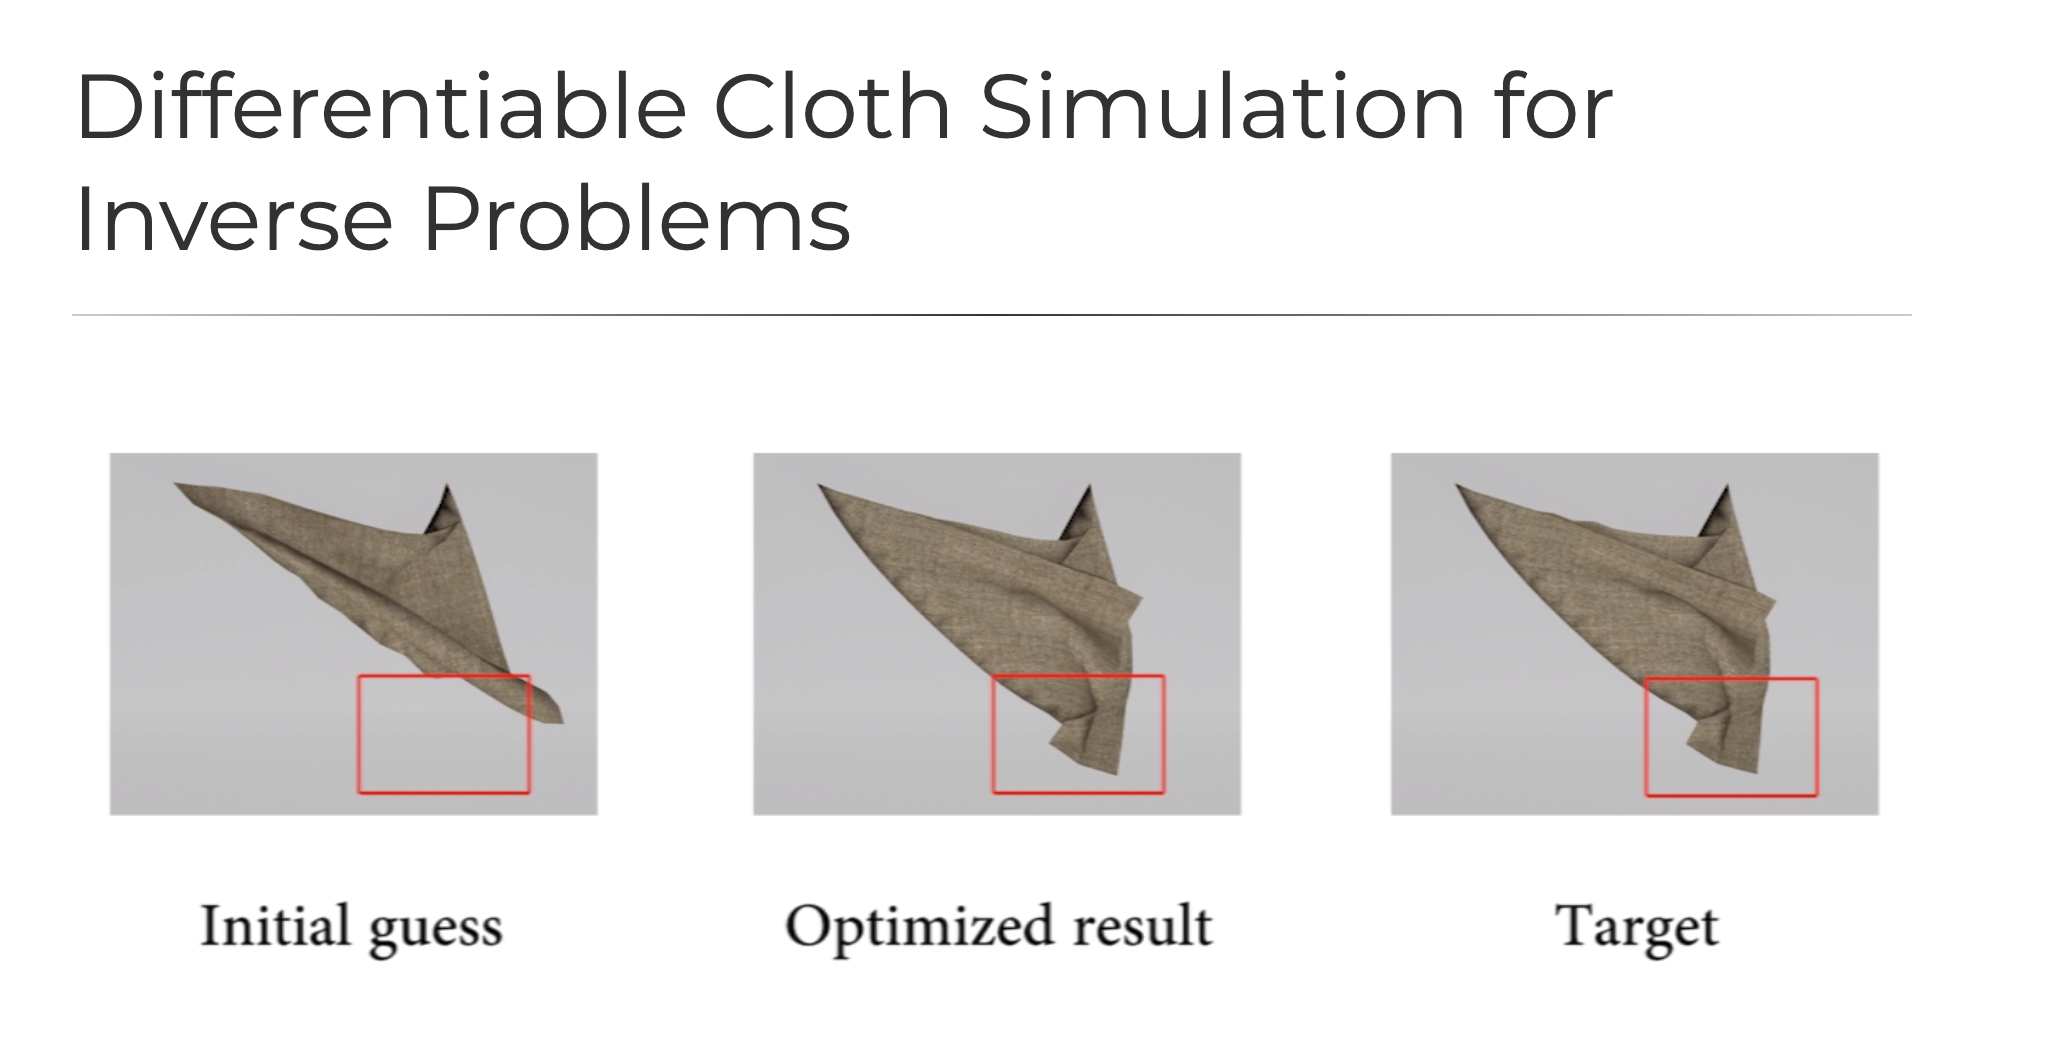 Differentiable Cloth Simulation for
Inverse Problems
Initial guess
Optimized result
Target